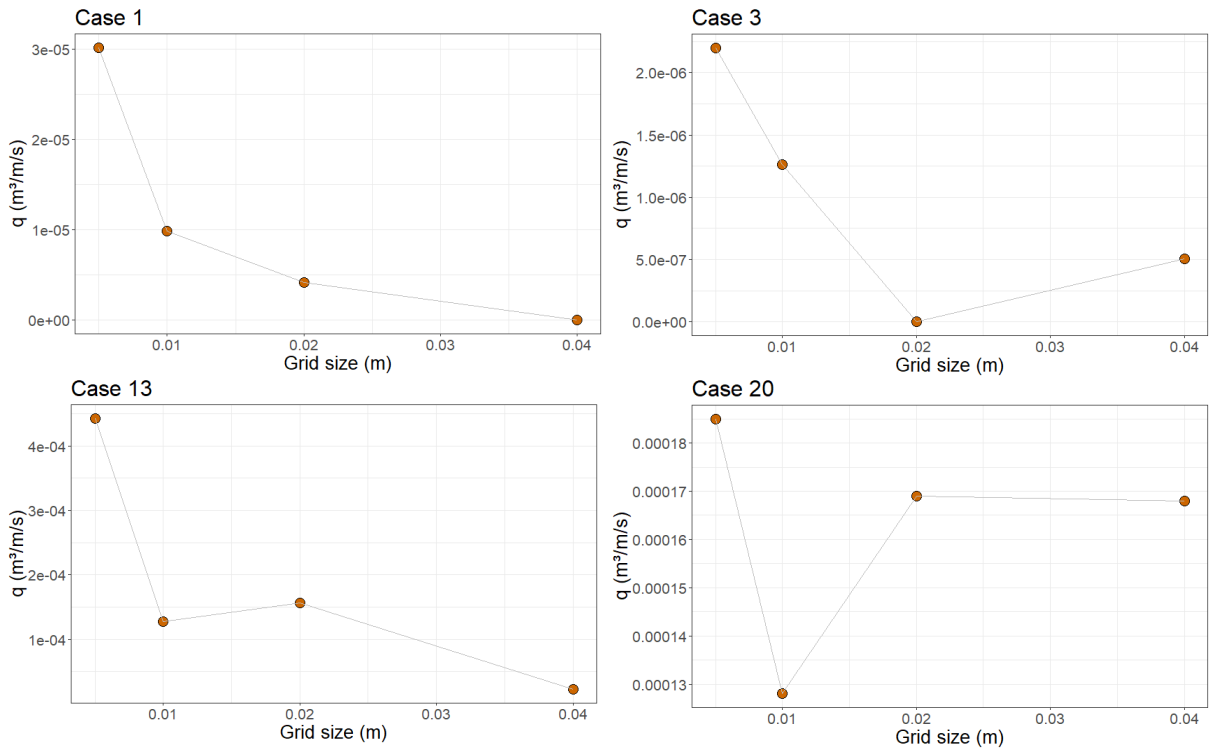 Case 1
3e-05
2e-05
1e-05
0e+00
q (m³/m/s)
0.01 0.02 0.03 0.04
Grid size (m)
Case 3
2.0e-06
1.5e-06
1.0e-06
5.0e-07
0.0e+00
q (m³/m/s)
0.01 0.02 0.03 0.04
Grid size (m)
Case 13
4e-04
3e-04
2e-04
1e-04
q (m³/m/s)
0.01 0.02 0.03 0.04
Grid size (m)
Case 20
0.00018
0.00017
0.00016
0.00015
0.00014
0.00013
q (m³/m/s)
0.01 0.02 0.03 0.04
Grid size (m)